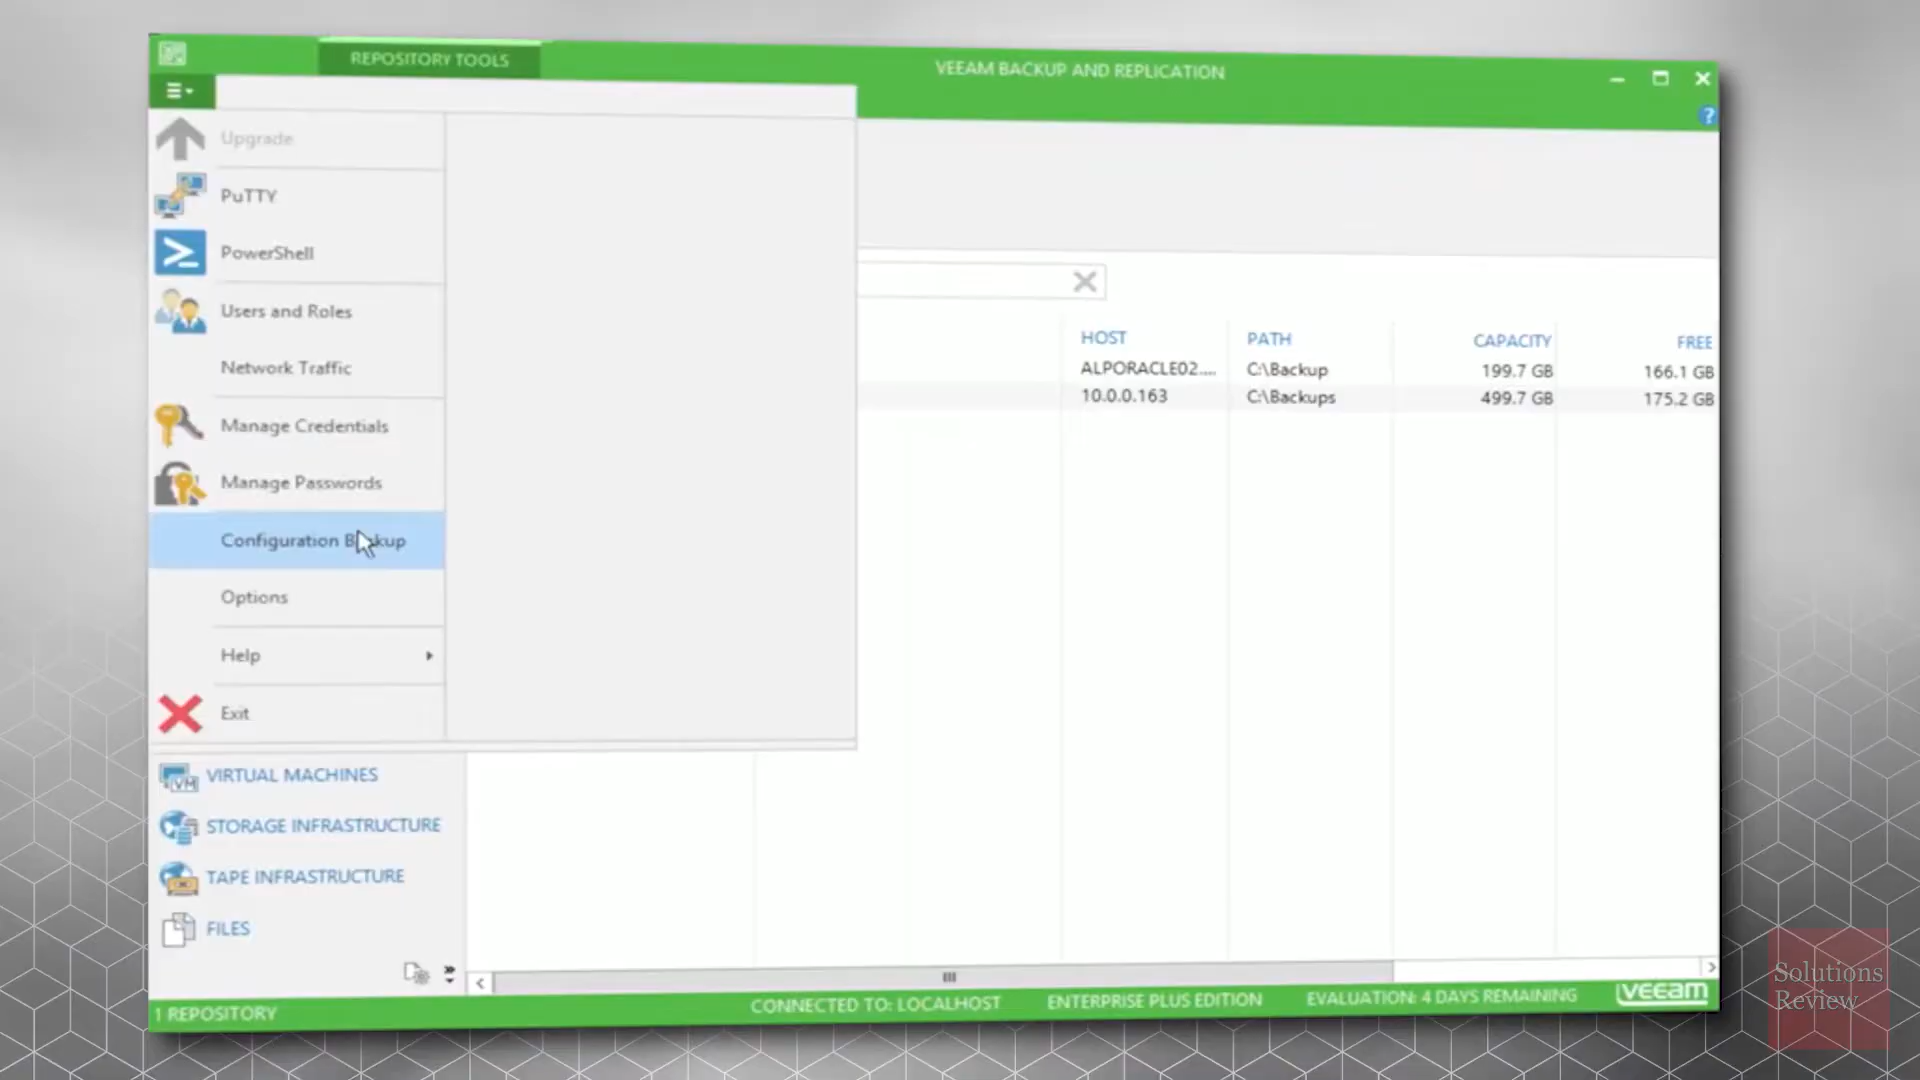 REPOSITORY TOOLS
VEEAM BACKUP AND REPLICATION
?
Upgrade
PuTTY
PowerShell
Users and Roles
Network Traffic
Manage Credentials
Manage Passwords
Configuration Backup
Options
Help
Exit
HOST PATH CAPACITY FREE
ALPORACLE02.... C:\Backup 199.7 GB 166.1 GB
10.0.0.163 C:\Backups 499.7 GB 175.2 GB
VM
VIRTUAL MACHINES
STORAGE INFRASTRUCTURE
TAPE INFRASTRUCTURE
FILES
1 REPOSITORY
CONNECTED TO: LOCALHOST
ENTERPRISE PLUS EDITION
EVALUATION: 4 DAYS REMAINING
veeam
Solutions
Review